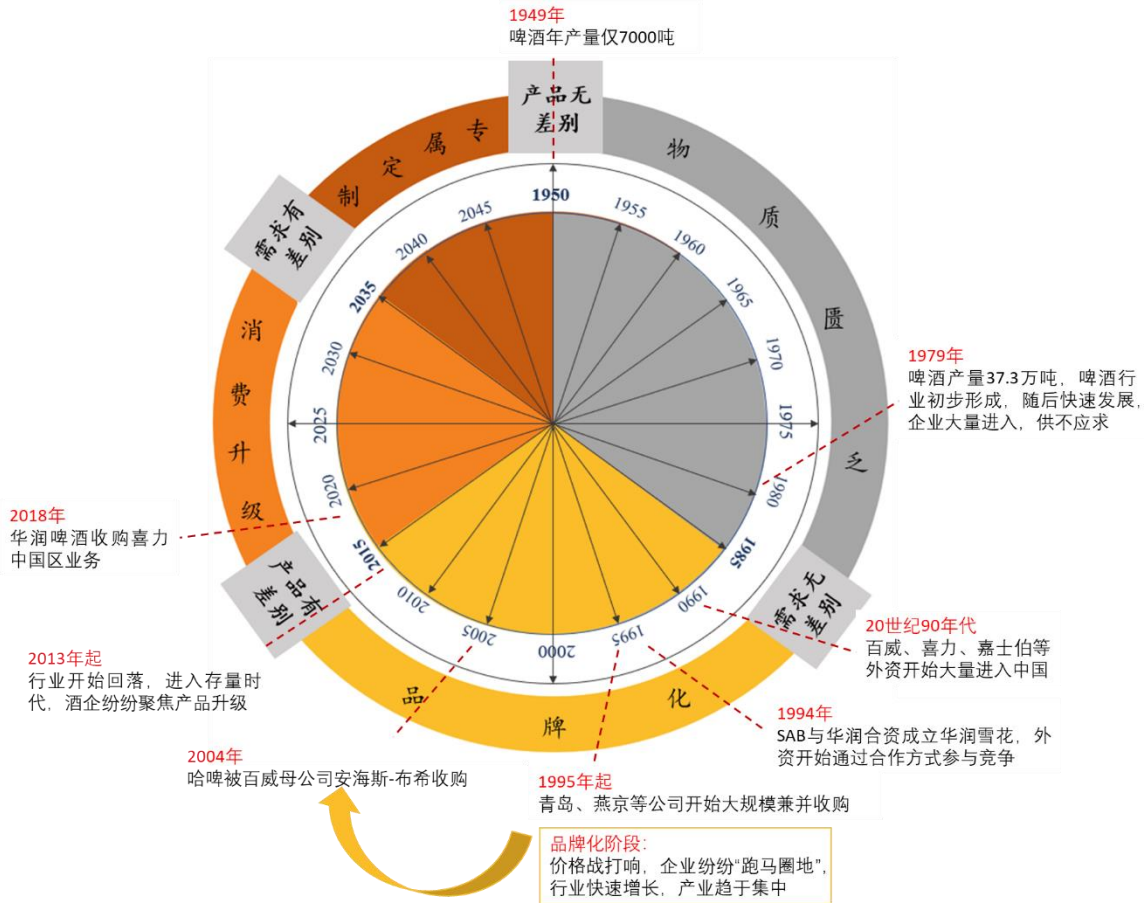 1949年
啤酒年产量仅7000吨
产品无
差别
物
质
匮
乏
需求无
差别
品
牌
化
产品有
差别
消
费
升
级
需求有
差别
制
定
属
专
1950
1955
1960
1965
1970
1975
1980
1985
1990
1995
2000
2005
2010
2015
2020
2025
2030
2035
2040
2045
1979年
啤酒产量37.3万吨，啤酒行
业初步形成，随后快速发展，
企业大量进入，供不应求
20世纪90年代
百威、喜力、嘉士伯等
外资开始大量进入中国
1994年
SAB与华润合资成立华润雪花，外
资开始通过合作方式参与竞争
1995年起
青岛、燕京等公司开始大规模兼并收购
品牌化阶段：
价格战打响，企业纷纷“跑马圈地”，
行业快速增长，产业趋于集中
2004年
哈啤被百威母公司安海斯-布希收购
2013年起
行业开始回落，进入存量时
代，酒企纷纷聚焦产品升级
2018年
华润啤酒收购喜力
中国区业务